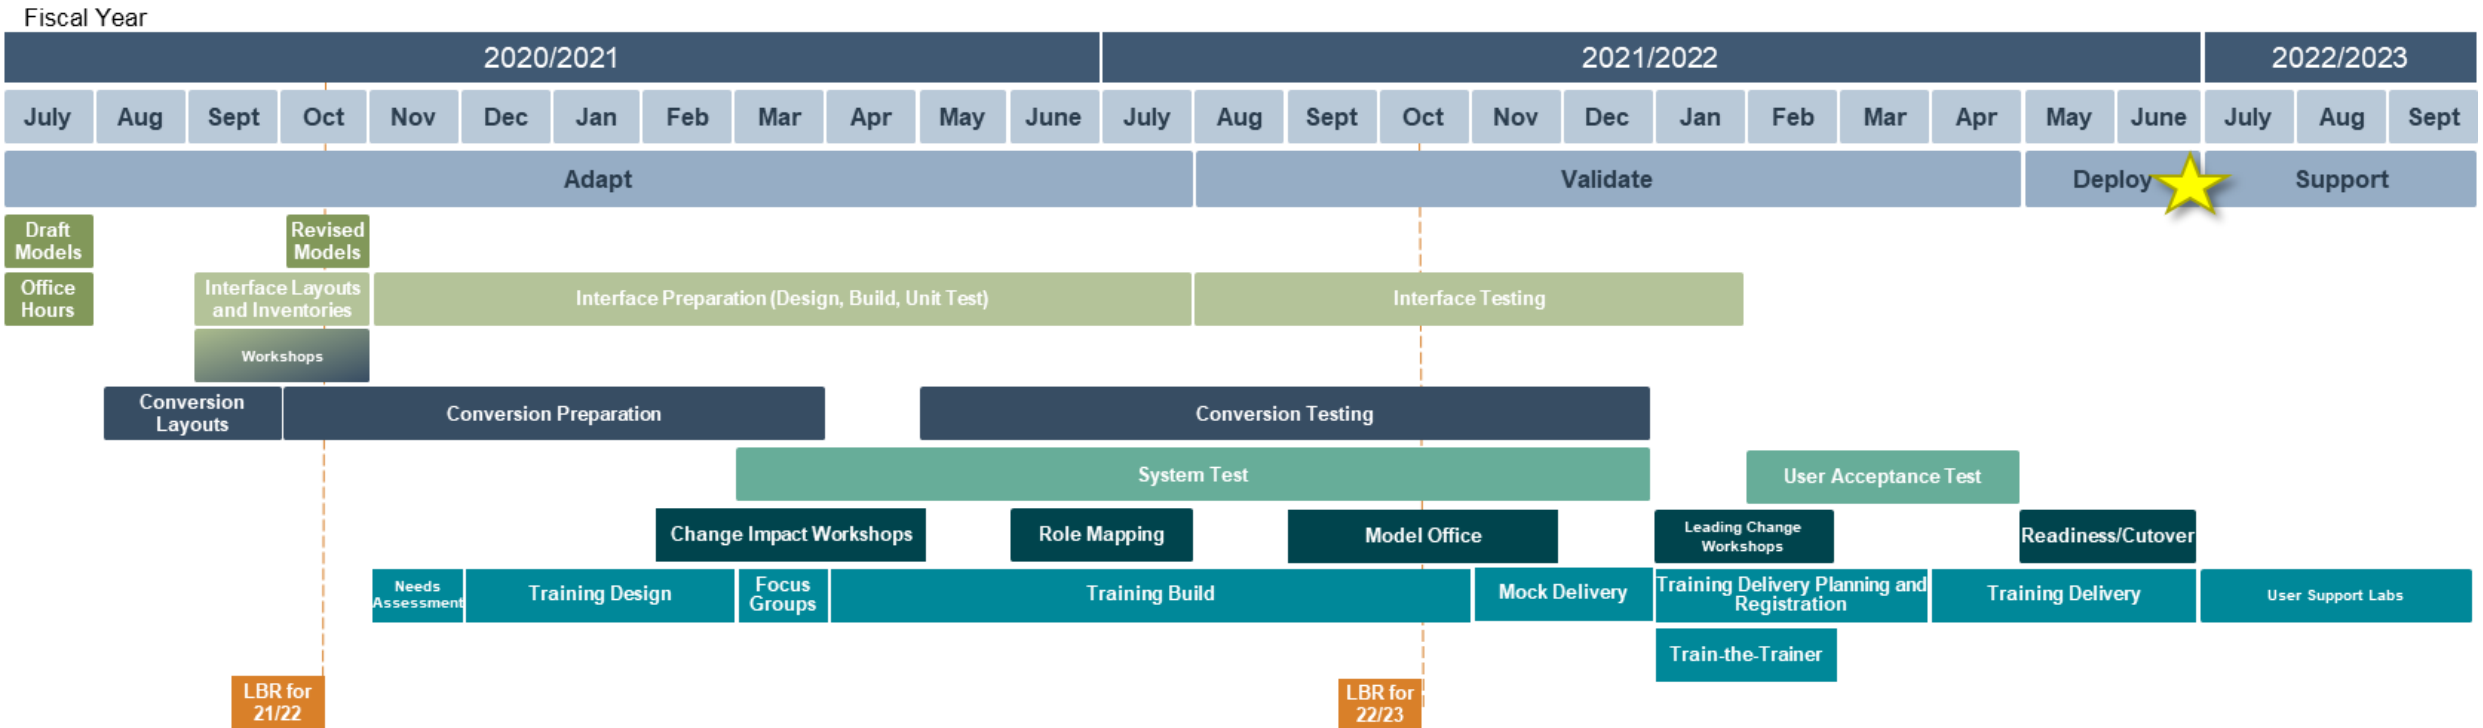 Fiscal Year
2020/2021
2021/2022
2022/2023
July
Aug
Sept
Oct
Nov
Dec
Jan
Feb
Mar
Apr
May
June
July
Aug
Sept
Oct
Nov
Dec
Jan
Feb
Mar
Apr
May
June
July
Aug
Sept
Adapt
Validate
Deploy
Support
Draft
Models
Revised
Models
Office
Hours
Interface Layouts
and Inventories
Interface Preparation (Design, Build, Unit Test)
Interface Testing
Workshops
Conversion
Layouts
Conversion Preparation
Conversion Testing
System Test
User Acceptance Test
Change Impact Workshops
Role Mapping
Model Office
Leading Change
Workshops
Readiness/Cutover
Needs
Assessment
Training Design
Focus
Groups
Training Build
Mock Delivery
Training Delivery Planning and
Registration
Training Delivery
User Support Labs
Train-the-Trainer
LBR for
21/22
LBR for
22/23